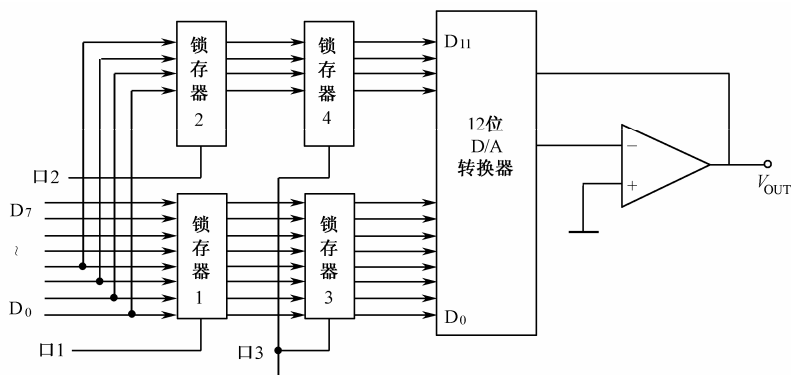 锁存器2
锁存器4
D11
12位
D/A
转换器
−
+
VOUT
口2
D7
~
D0
锁存器1
锁存器3
D0
口1
口3